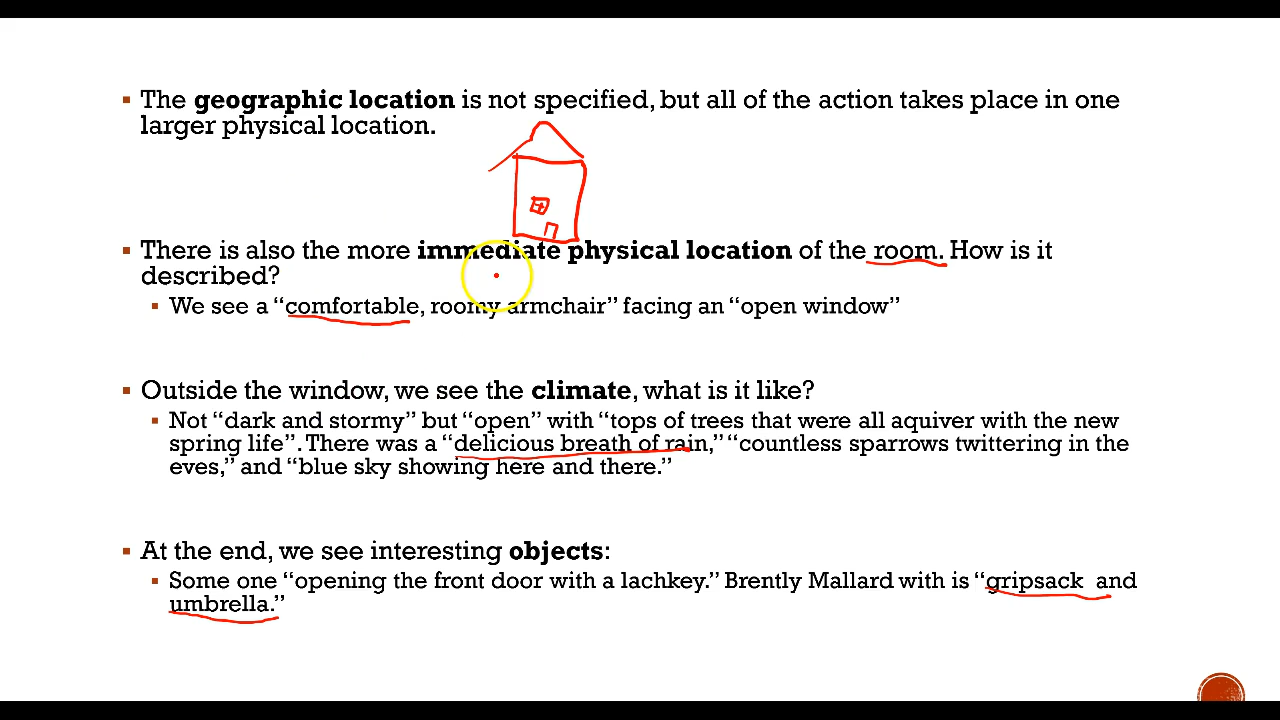 ▪ The geographic location is not specified, but all of the action takes place in one
larger physical location.
▪ There is also the more immediate physical location of the room. How is it
described?
▪ We see a “comfortable, roomy armchair” facing an “open window”
▪ Outside the window, we see the climate, what is it like?
▪ Not “dark and stormy” but “open” with “tops of trees that were all aquiver with the new
spring life”. There was a “delicious breath of rain,” “countless sparrows twittering in the
eves,” and “blue sky showing here and there.”
▪ At the end, we see interesting objects:
▪ Some one “opening the front door with a lachkey.” Brently Mallard with is “gripsack and
umbrella.”